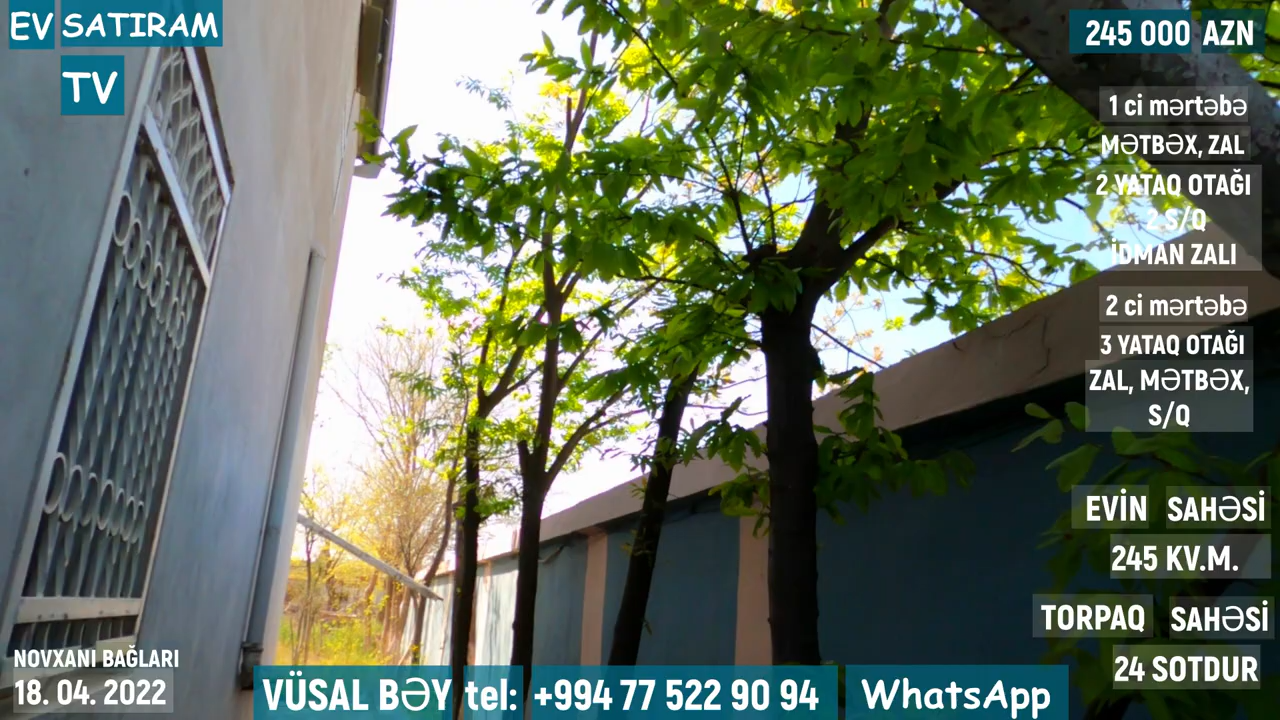 EV SATIRAM
TV
245 000 AZN
1 ci mərtəbə
MƏTBƏX, ZAL
2 YATAQ OTAĞI
2 S/Q
İDMAN ZALI
2 ci mərtəbə
3 YATAQ OTAĞI
ZAL, MƏTBƏX,
S/Q
EVİN SAHƏSİ
245 KV.M.
TORPAQ SAHƏSİ
24 SOTDUR
NOVXANI BAĞLARI
18. 04. 2022
VÜSAL BƏY tel: +994 77 522 90 94 WhatsApp